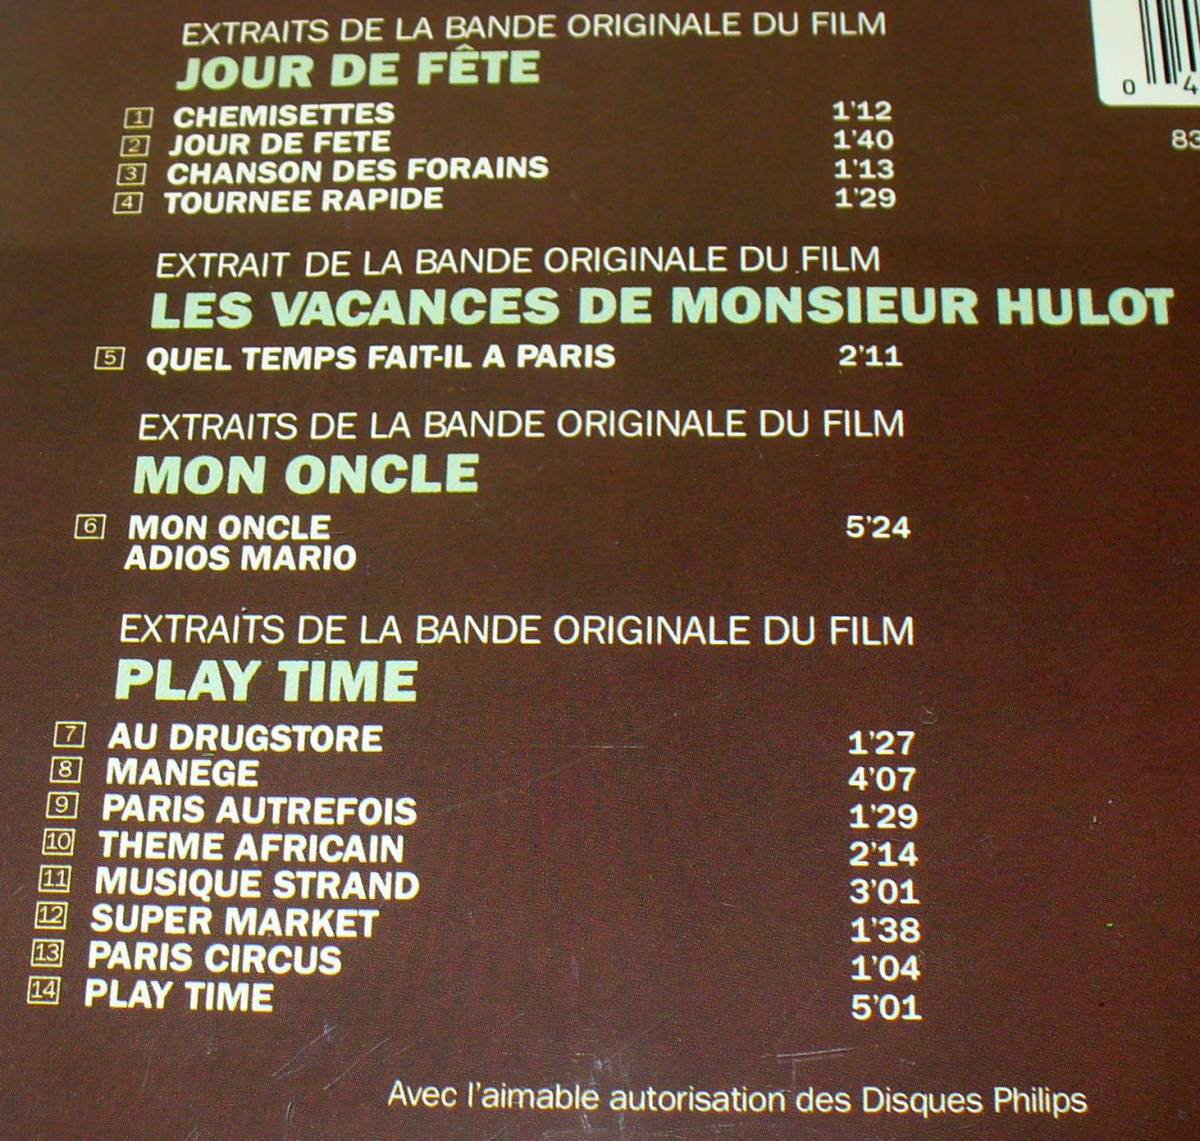 EXTRAITS DE LA BANDE ORIGINALE DU FILM
JOUR DE FÊTE
1 CHEMISETTES 1'12
2 JOUR DE FETE 1'40
3 CHANSON DES FORAINS 1'13
4 TOURNEE RAPIDE 1'29
EXTRAIT DE LA BANDE ORIGINALE DU FILM
LES VACANCES DE MONSIEUR HULOT
5 QUEL TEMPS FAIT-IL A PARIS 2'11
EXTRAITS DE LA BANDE ORIGINALE DU FILM
MON ONCLE
6 MON ONCLE 5'24
ADIOS MARIO
EXTRAITS DE LA BANDE ORIGINALE DU FILM
PLAY TIME
7 AU DRUGSTORE 1'27
8 MANEGE 4'07
9 PARIS AUTREFOIS 1'29
10 THEME AFRICAIN 2'14
11 MUSIQUE STRAND 3'01
12 SUPER MARKET 1'38
13 PARIS CIRCUS 1'04
14 PLAY TIME 5'01
Avec l'aimable autorisation des Disques Philips
0 4
83